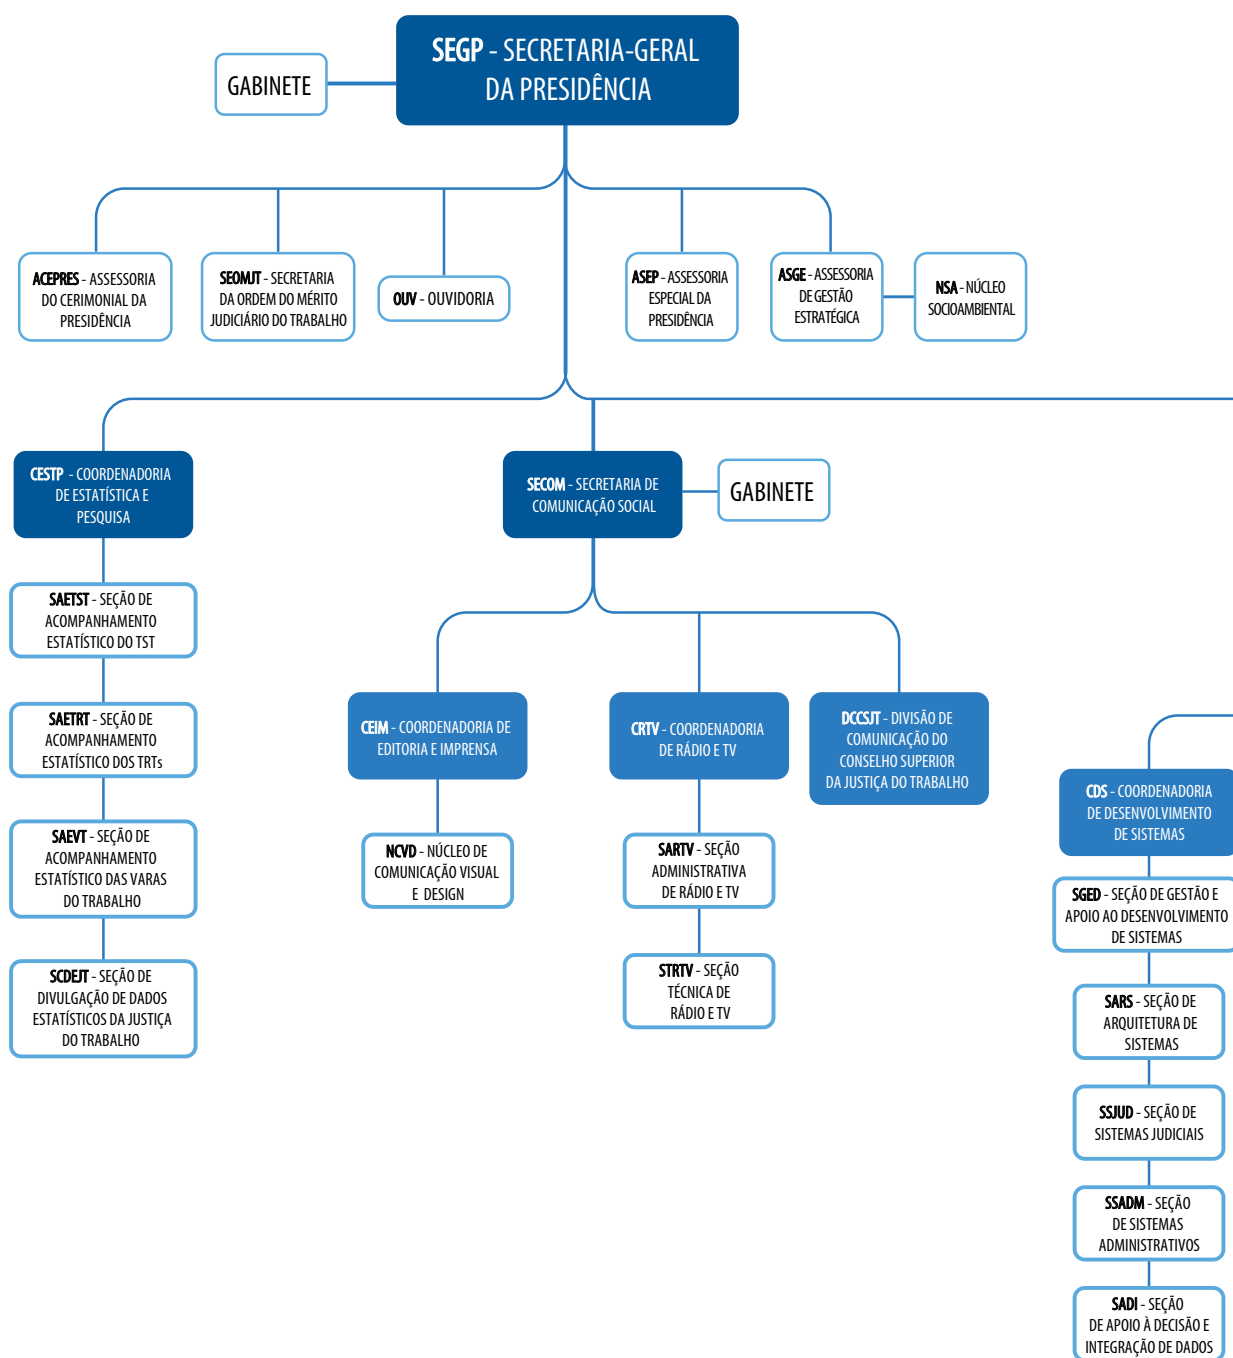 SEGP - SECRETARIA-GERAL
DA PRESIDÊNCIA
GABINETE
ACEPRES - ASSESSORIA
DO CERIMONIAL DA
PRESIDÊNCIA
SEOMJT - SECRETARIA
DA ORDEM DO MÉRITO
JUDICIÁRIO DO TRABALHO
OUV - OUVIDORIA
ASEP - ASSESSORIA
ESPECIAL DA
PRESIDÊNCIA
ASGE - ASSESSORIA
DE GESTÃO
ESTRATÉGICA
NSA - NÚCLEO
SOCIOAMBIENTAL
CESTP - COORDENADORIA
DE ESTATÍSTICA E
PESQUISA
SAETST - SEÇÃO DE
ACOMPANHAMENTO
ESTATÍSTICO DO TST
SAETRT - SEÇÃO DE
ACOMPANHAMENTO
ESTATÍSTICO DOS TRTs
SAEVT - SEÇÃO DE
ACOMPANHAMENTO
ESTATÍSTICO DAS VARAS
DO TRABALHO
SCDEJT - SEÇÃO DE
DIVULGAÇÃO DE DADOS
ESTATÍSTICOS DA JUSTIÇA
DO TRABALHO
SECOM - SECRETARIA DE
COMUNICAÇÃO SOCIAL
GABINETE
CEIM - COORDENADORIA DE
EDITORIA E IMPRENSA
NCVD - NÚCLEO DE
COMUNICAÇÃO VISUAL
E DESIGN
CRTV - COORDENADORIA
DE RÁDIO E TV
SARTV - SEÇÃO
ADMINISTRATIVA
DE RÁDIO E TV
STRTV - SEÇÃO
TÉCNICA DE
RÁDIO E TV
DCCSJT - DIVISÃO DE
COMUNICAÇÃO DO
CONSELHO SUPERIOR
DA JUSTIÇA DO TRABALHO
CDS - COORDENADORIA
DE DESENVOLVIMENTO
DE SISTEMAS
SGED - SEÇÃO DE GESTÃO E
APOIO AO DESENVOLVIMENTO
DE SISTEMAS
SARS - SEÇÃO DE
ARQUITETURA DE
SISTEMAS
SSJUD - SEÇÃO DE
SISTEMAS JUDICIAIS
SSADM - SEÇÃO
DE SISTEMAS
ADMINISTRATIVOS
SADI - SEÇÃO
DE APOIO À DECISÃO E
INTEGRAÇÃO DE DADOS